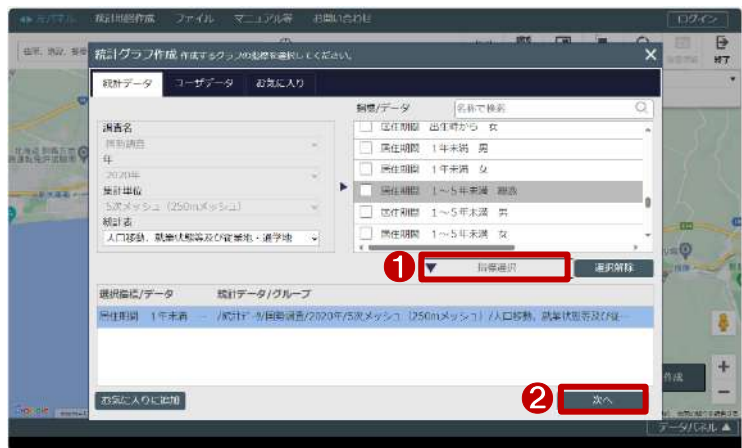 統計地図作成 ファイル マニュアル等 お問い合わせ ログイン
統計グラフ作成 作成するグラフの指標を選択してください。 ×
終了
統計データ ユーザデータ お気に入り
指標/データ 名称で検索
調査名
国勢調査
年
2020年
集計単位
5次メッシュ（250mメッシュ）
統計表
人口移動、就業状態等及び従業地・通学地
居住期間 出生時から 女
居住期間 1年未満 男
居住期間 1年未満 女
居住期間 1～5年未満 総数
居住期間 1～5年未満 男
居住期間 1～5年未満 女
1 ▼ 指標選択 選択解除
選択指標/データ 統計データ/グループ
居住期間 1年未満 … /統計データ/国勢調査/2020年/5次メッシュ（250mメッシュ）/人口移動、就業状態等及び従…
お気に入りに追加 2 次へ
作成
+
−
Google
データパネル ▲